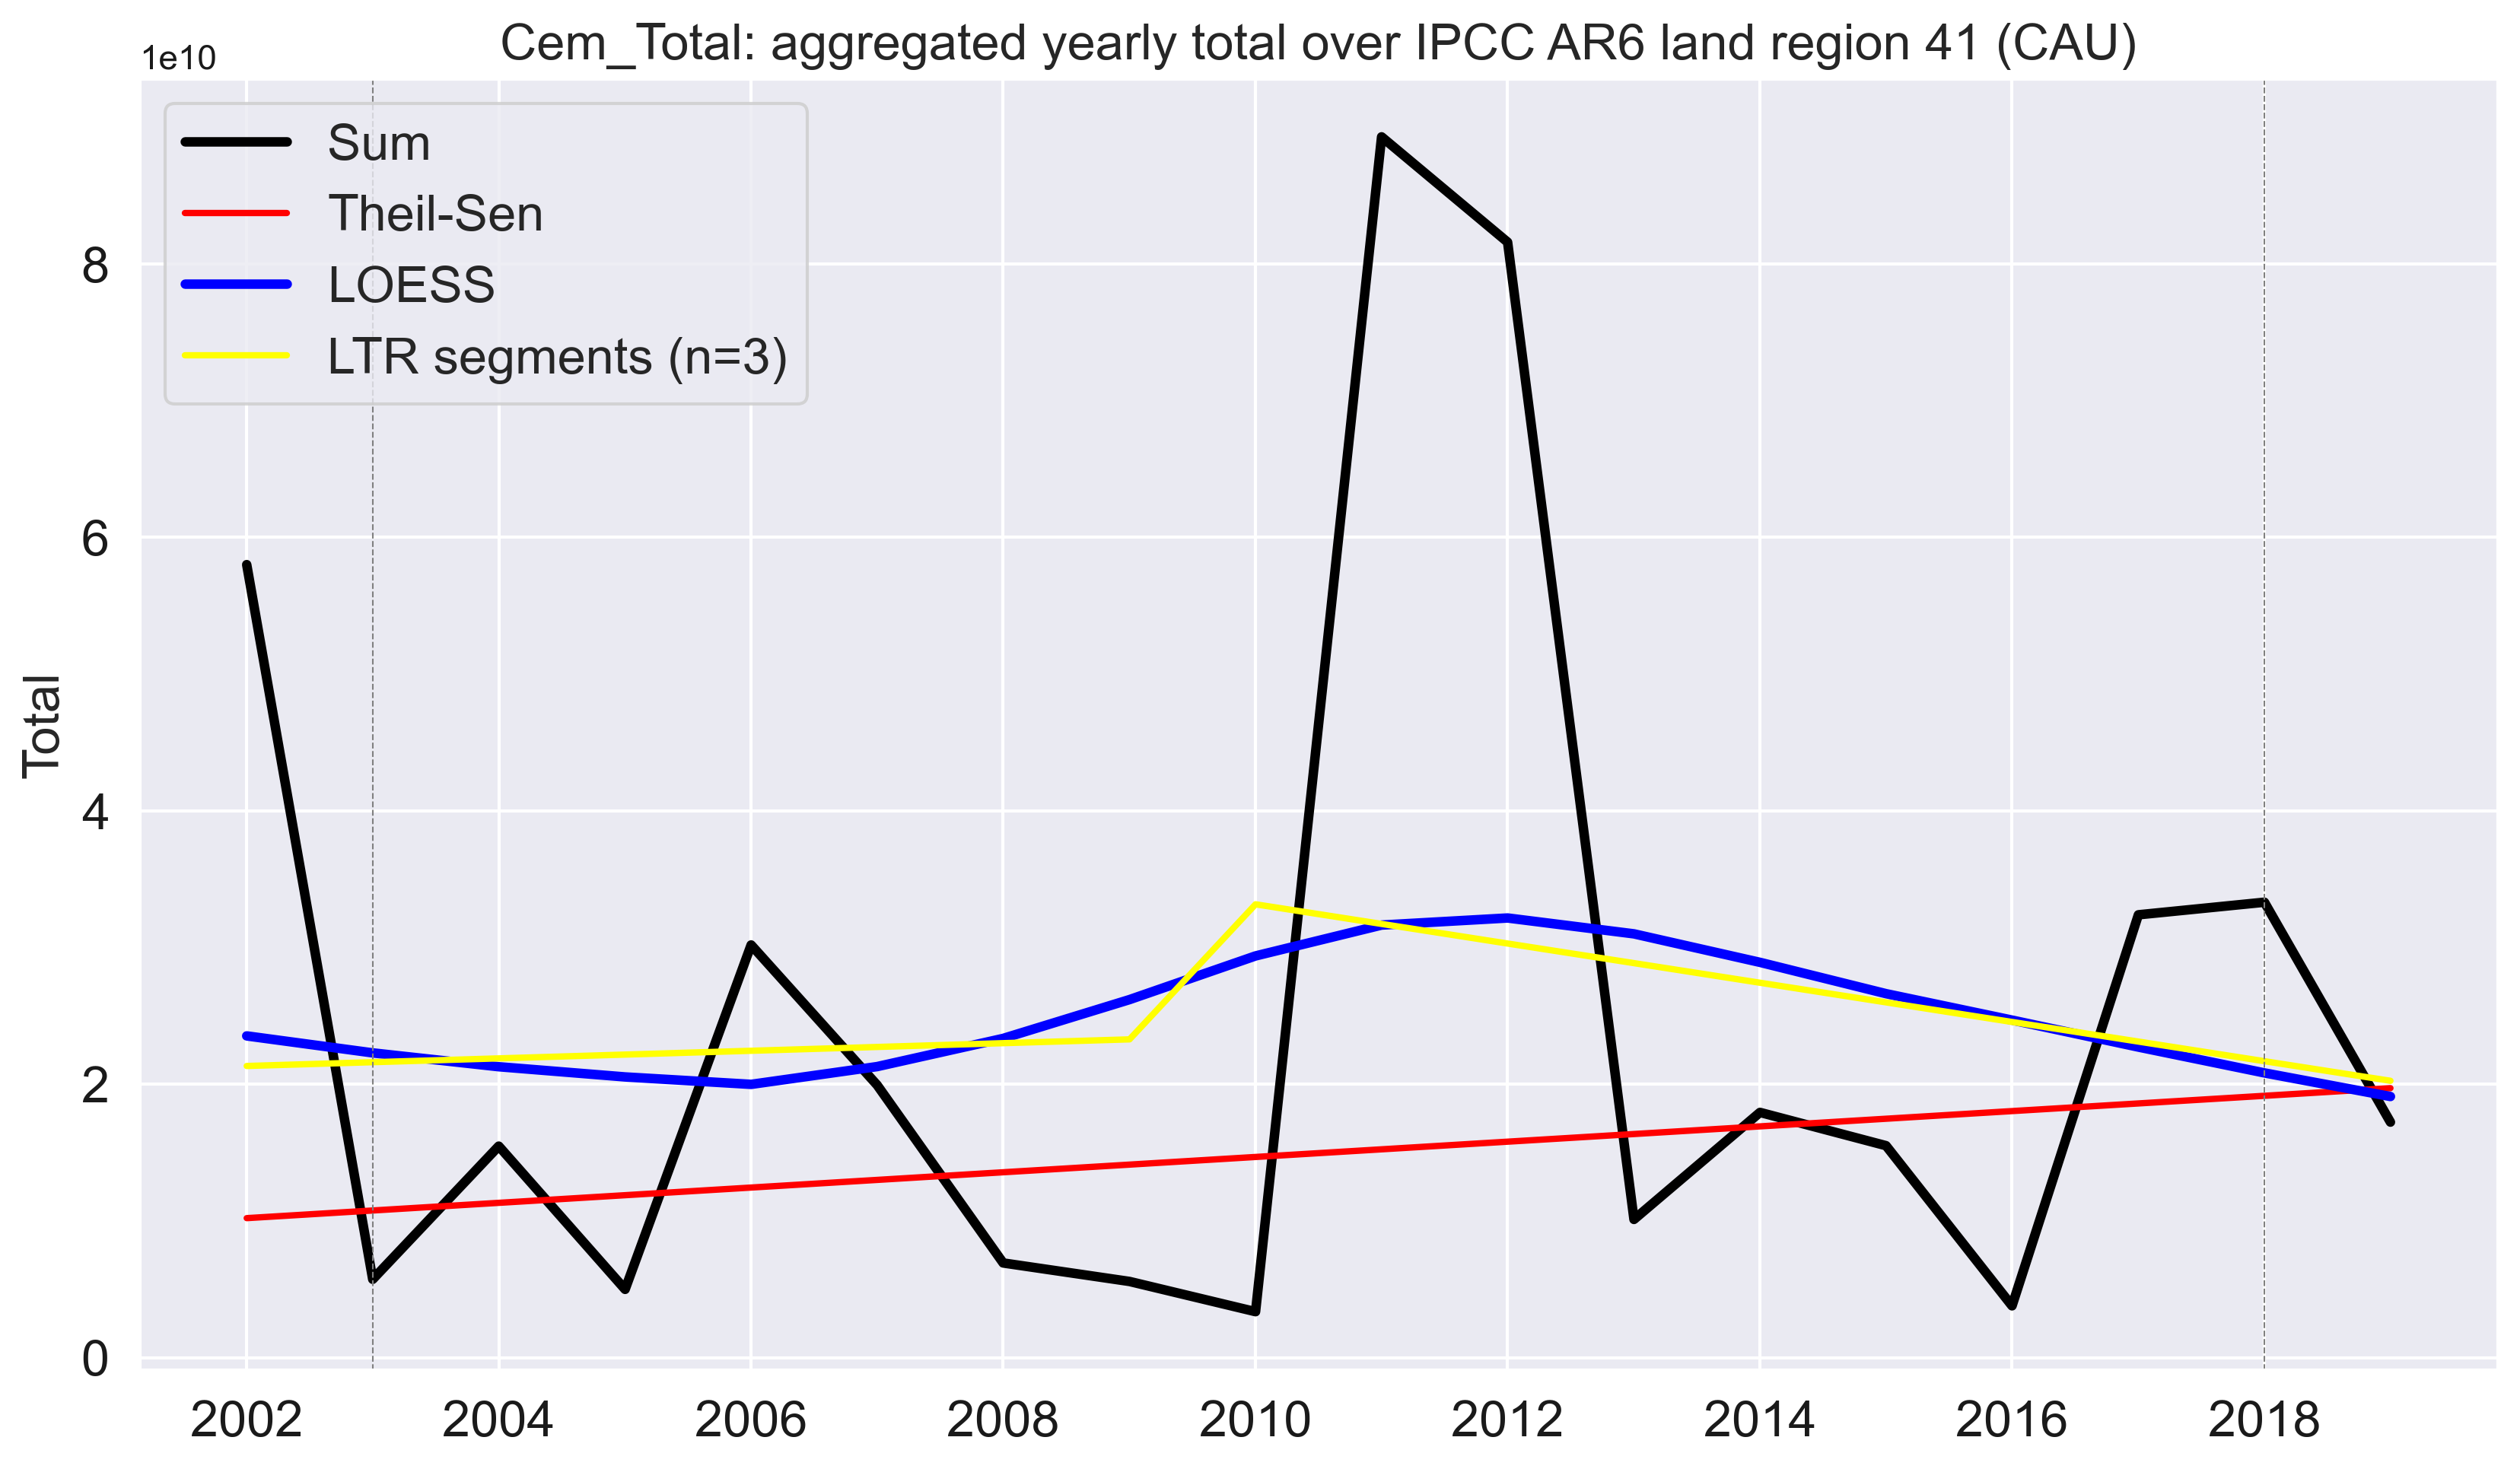 Cem_Total: aggregated yearly total over IPCC AR6 land region 41 (CAU)
1e10
Sum
Theil-Sen
LOESS
LTR segments (n=3)
Total
8
6
4
2
0
2002 2004 2006 2008 2010 2012 2014 2016 2018